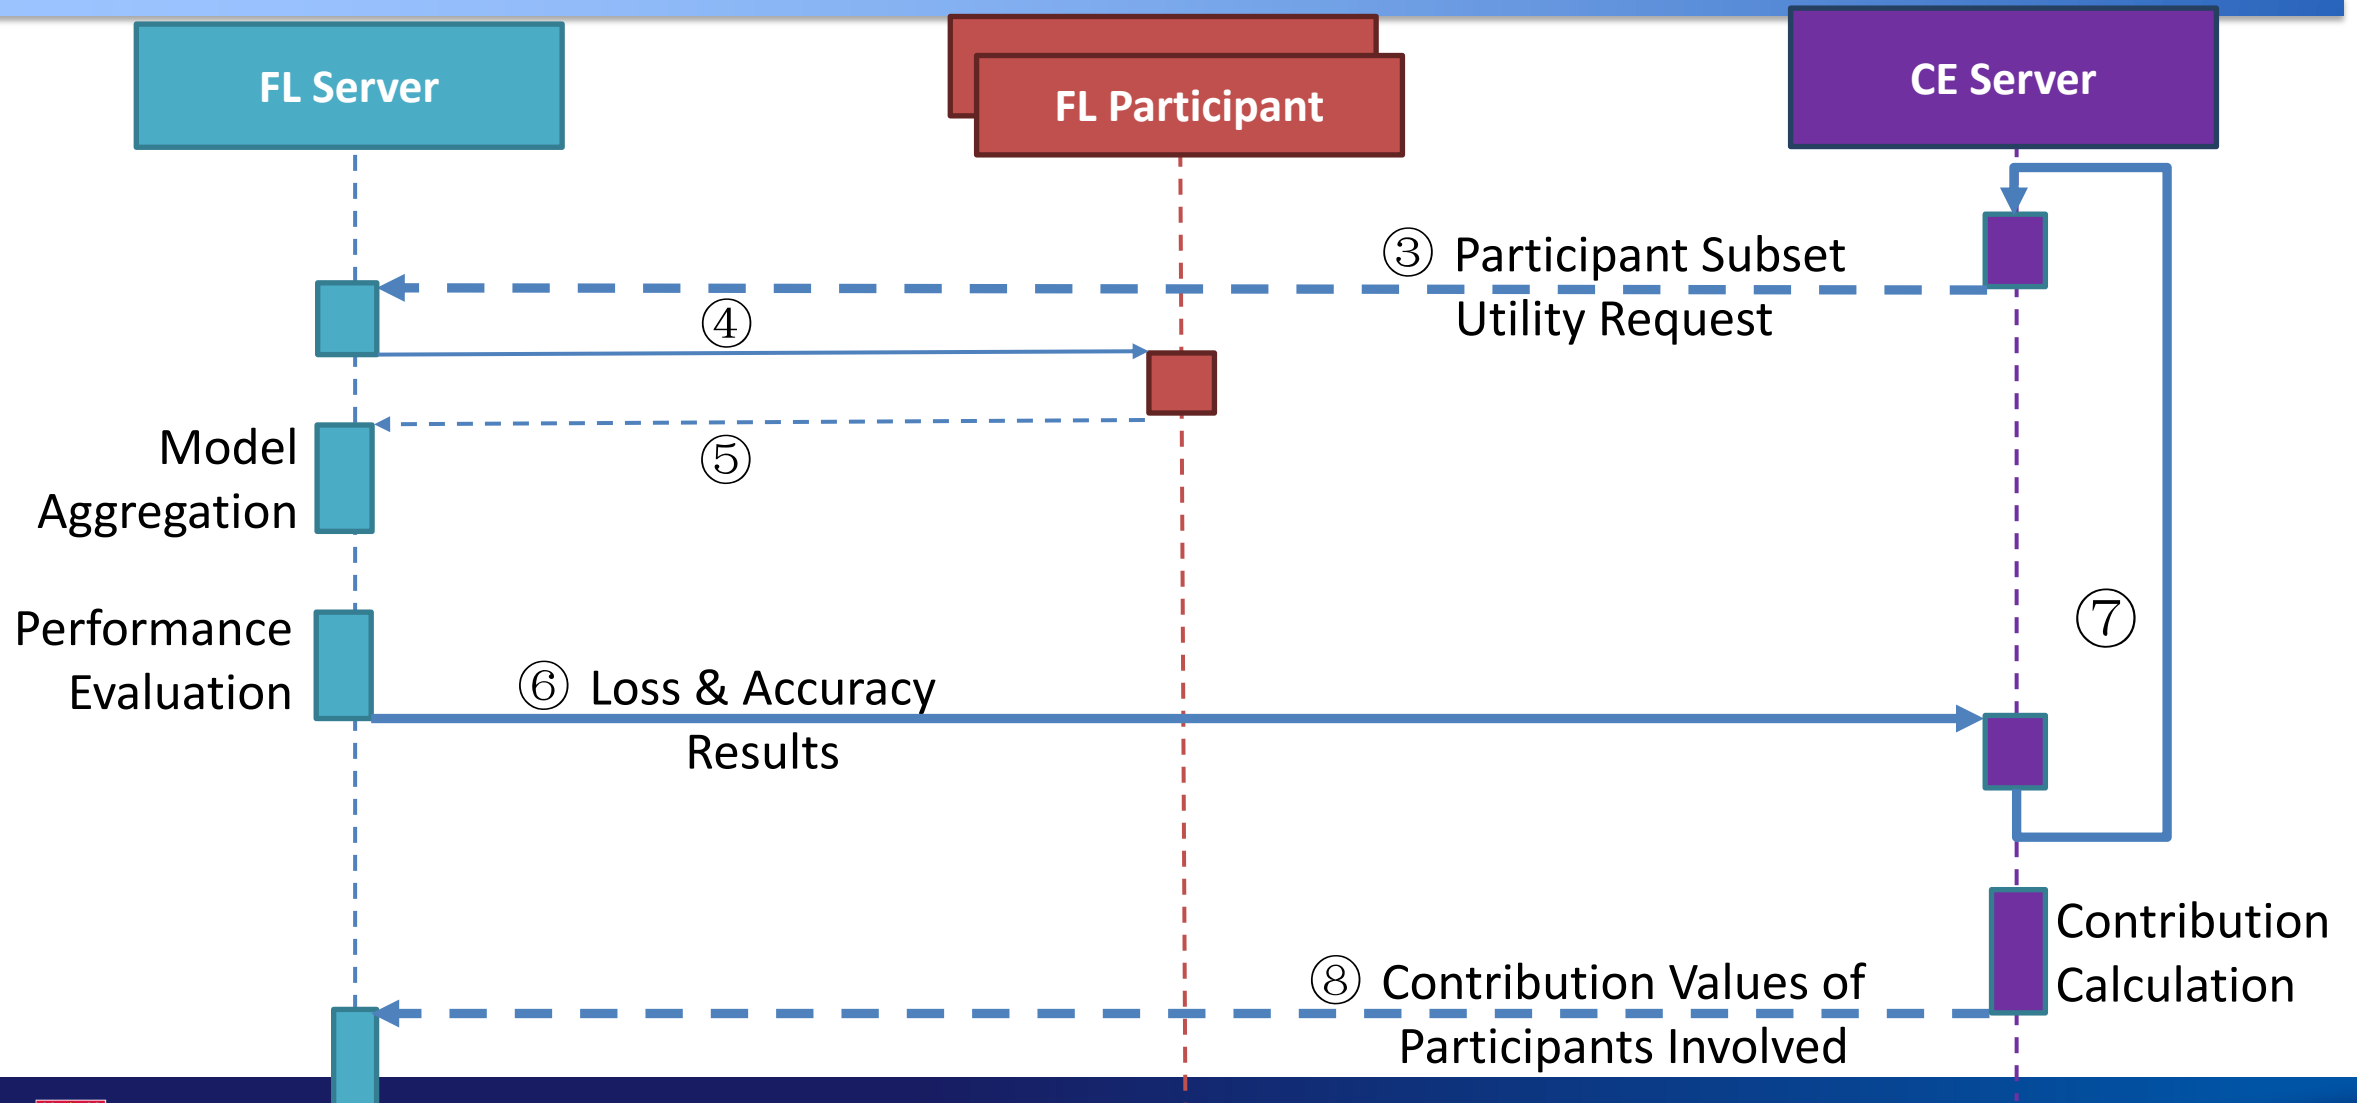 FL Server
FL Participant
CE Server
③ Participant Subset
Utility Request
④
⑤
Model
Aggregation
Performance
Evaluation
⑥ Loss & Accuracy
Results
⑦
Contribution
Calculation
⑧ Contribution Values of
Participants Involved